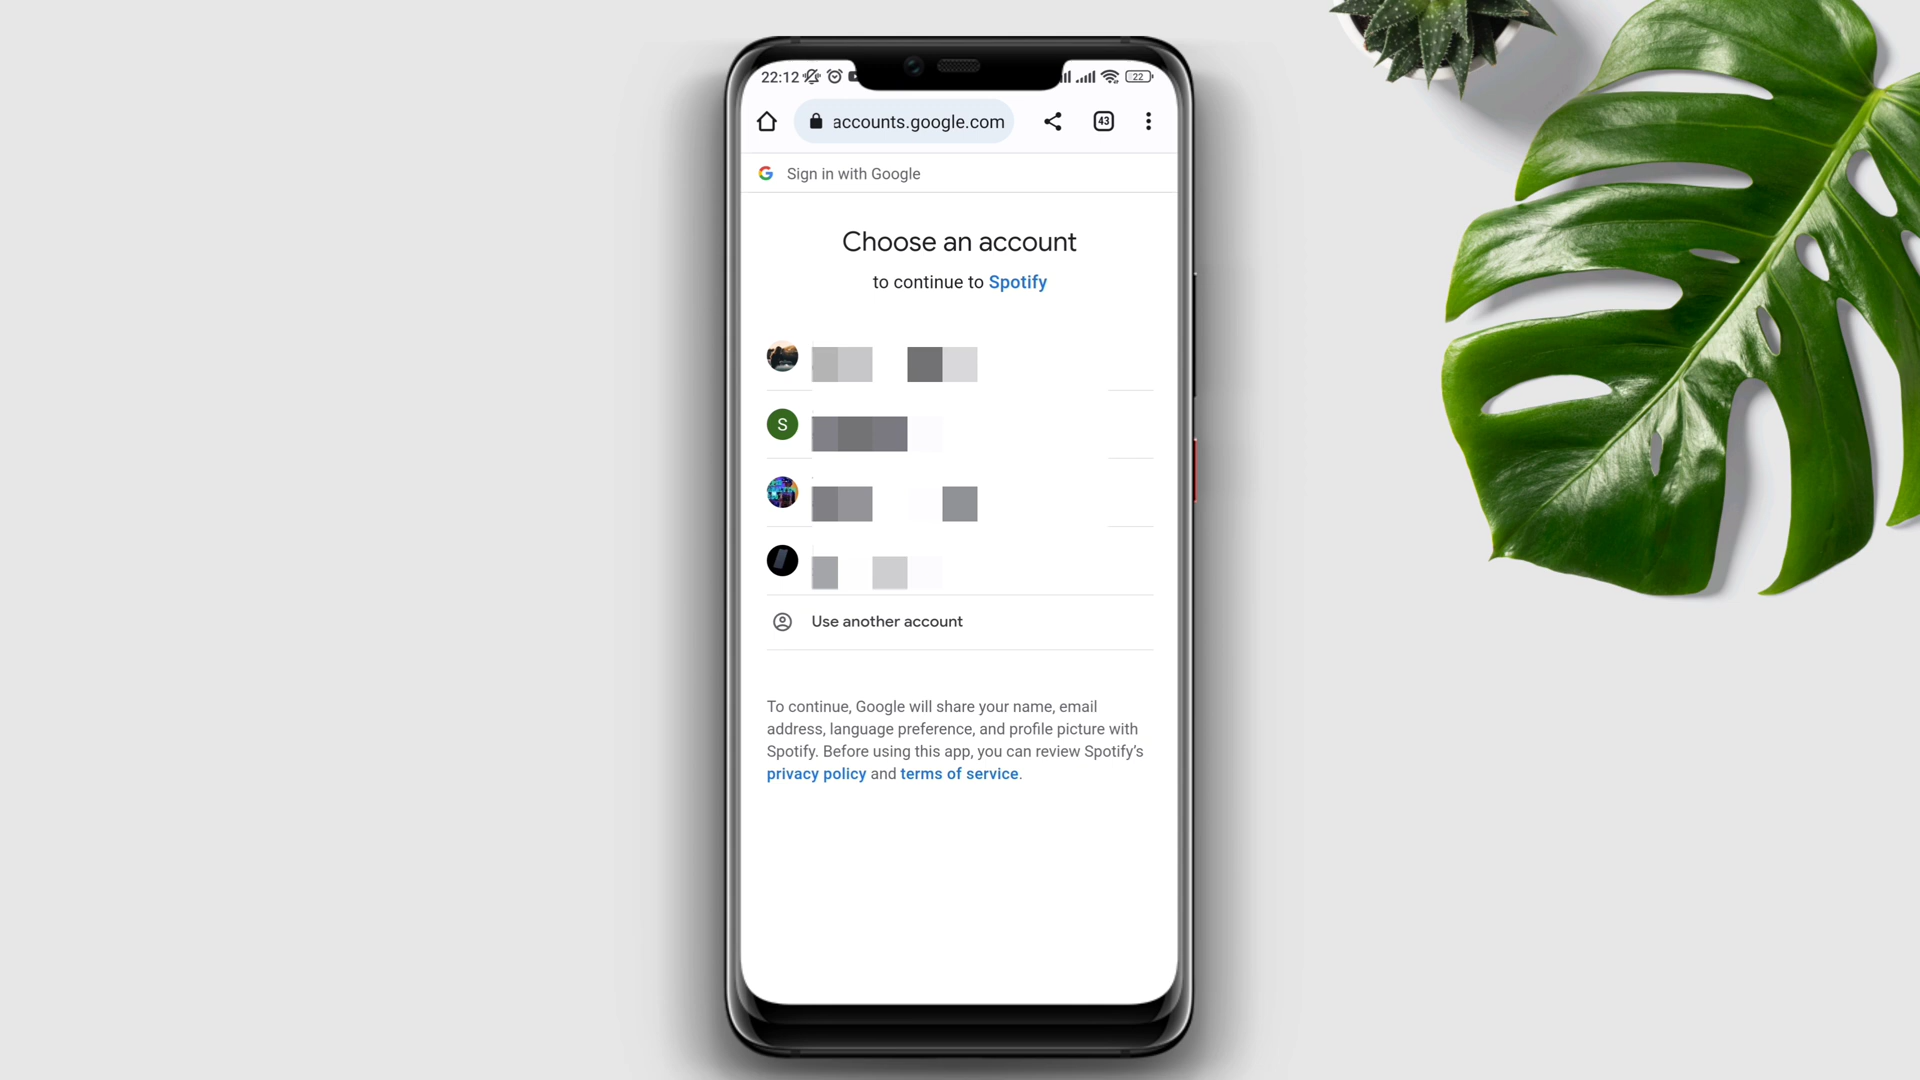 22:12
22
accounts.google.com
43
Sign in with Google
Choose an account
to continue to Spotify
S
Use another account
To continue, Google will share your name, email
address, language preference, and profile picture with
Spotify. Before using this app, you can review Spotify's
privacy policy and terms of service.